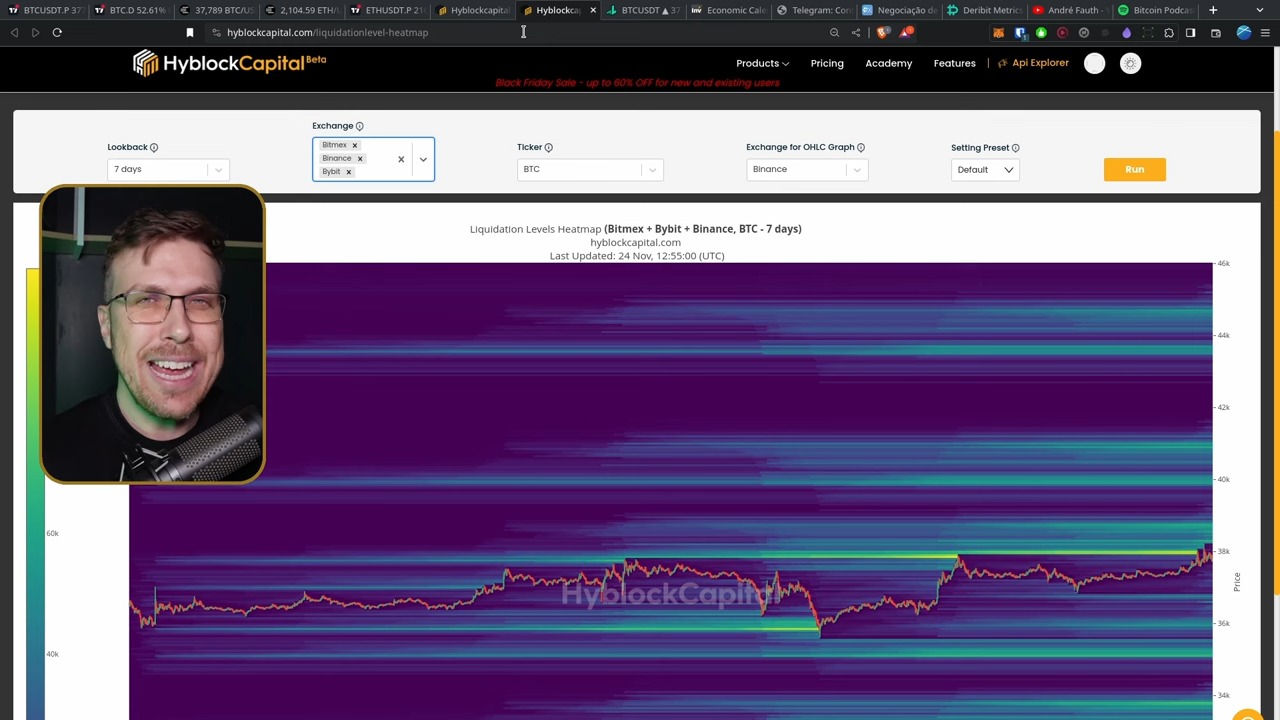 BTCUSDT.P 37
BTC.D 52.61%
37,789 BTC/US
2,104.59 ETH/
ETHUSDT.P 21
Hyblockcapital
Hyblockcap
BTCUSDT ▲ 37
Economic Cale
Telegram: Con
Negociação de
Deribit Metrics
André Fauth -
Bitcoin Podcas
hyblockcapital.com/liquidationlevel-heatmap
HyblockCapital Beta
Products
Pricing
Academy
Features
Api Explorer
Black Friday Sale - up to 60% OFF for new and existing users
Lookback
7 days
Exchange
Bitmex
Binance
Bybit
Ticker
BTC
Exchange for OHLC Graph
Binance
Setting Preset
Default
Run
Liquidation Levels Heatmap (Bitmex + Bybit + Binance, BTC - 7 days)
hyblockcapital.com
Last Updated: 24 Nov, 12:55:00 (UTC)
46k
44k
42k
40k
38k
36k
34k
Price
60k
40k
HyblockCapital